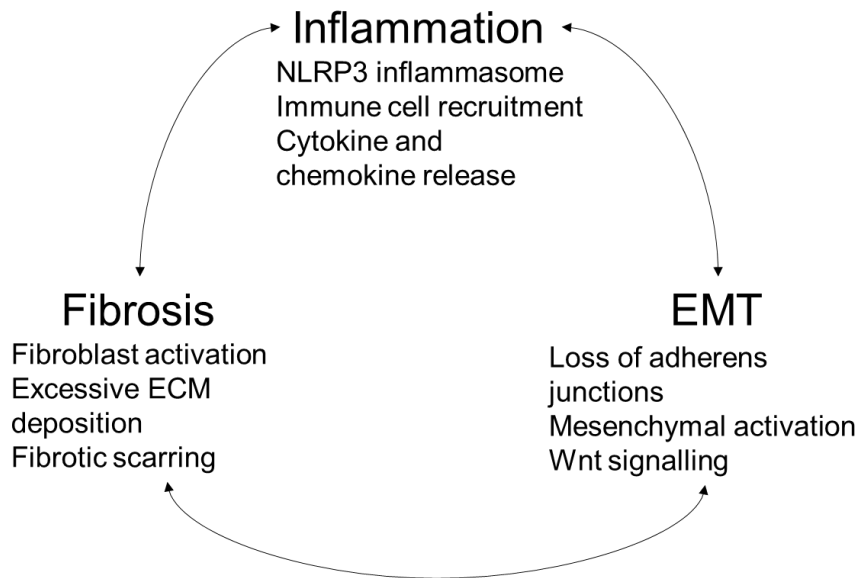 Inflammation
NLRP3 inflammasome
Immune cell recruitment
Cytokine and
chemokine release
Fibrosis
Fibroblast activation
Excessive ECM
deposition
Fibrotic scarring
EMT
Loss of adherens
junctions
Mesenchymal activation
Wnt signalling